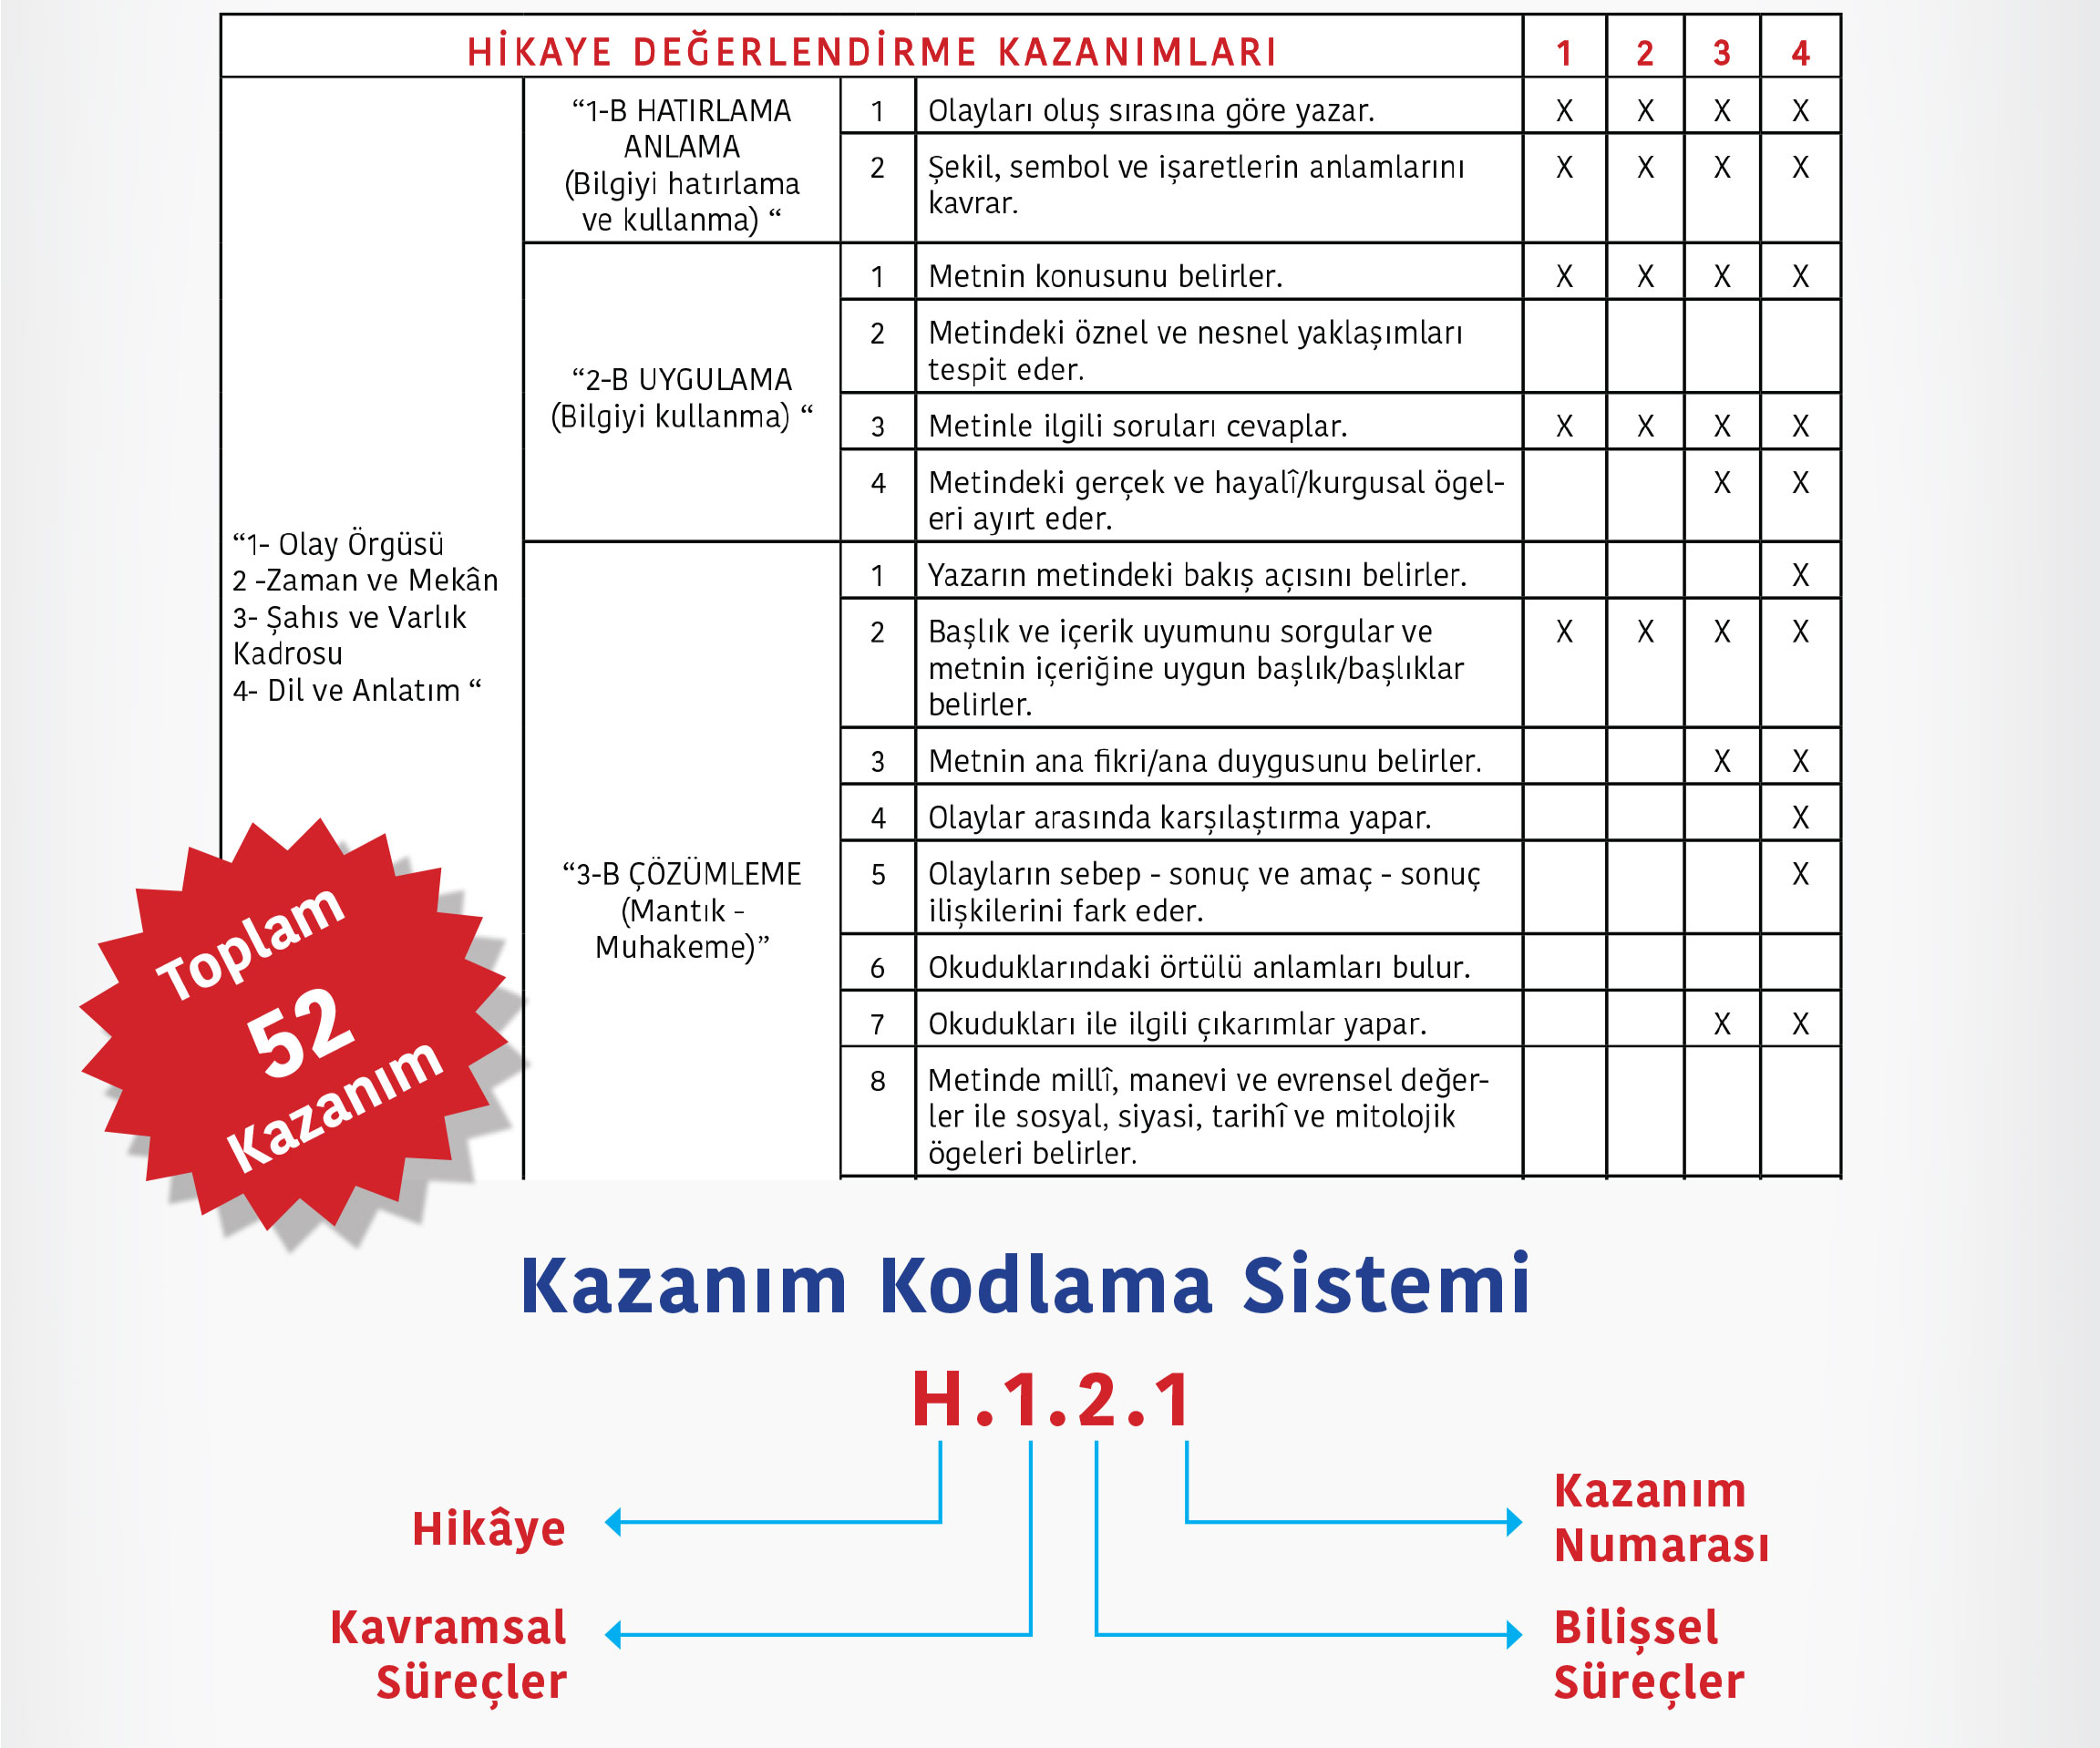 HİKAYE DEĞERLENDİRME KAZANIMLARI 1 2 3 4
“1- Olay Örgüsü
2 -Zaman ve Mekân
3- Şahıs ve Varlık
Kadrosu
4- Dil ve Anlatım “
“1-B HATIRLAMA
ANLAMA
(Bilgiyi hatırlama
ve kullanma) “
1 Olayları oluş sırasına göre yazar. X X X X
2 Şekil, sembol ve işaretlerin anlamlarını X X X X
kavrar.
“2-B UYGULAMA
(Bilgiyi kullanma) “
1 Metnin konusunu belirler. X X X X
2 Metindeki öznel ve nesnel yaklaşımları
tespit eder.
3 Metinle ilgili soruları cevaplar. X X X X
4 Metindeki gerçek ve hayalî/kurgusal ögel- X X
eri ayırt eder.
“3-B ÇÖZÜMLEME
(Mantık -
Muhakeme)”
1 Yazarın metindeki bakış açısını belirler. X
2 Başlık ve içerik uyumunu sorgular ve X X X X
metnin içeriğine uygun başlık/başlıklar
belirler.
3 Metnin ana fikri/ana duygusunu belirler. X X
4 Olaylar arasında karşılaştırma yapar. X
5 Olayların sebep - sonuç ve amaç - sonuç X
ilişkilerini fark eder.
6 Okuduklarındaki örtülü anlamları bulur.
7 Okudukları ile ilgili çıkarımlar yapar. X X
8 Metinde millî, manevi ve evrensel değer-
ler ile sosyal, siyasi, tarihî ve mitolojik
ögeleri belirler.
Toplam
52
Kazanım
Kazanım Kodlama Sistemi
H.1.2.1
Hikâye
Kazanım
Numarası
Kavramsal
Süreçler
Bilişsel
Süreçler